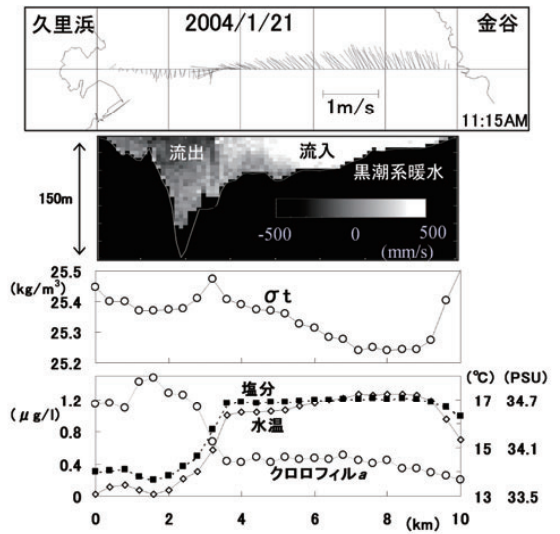 久里浜 2004/1/21 金谷
1m/s
11:15AM
流出 流入
黒潮系暖水
150m
-500 0 500
(mm/s)
25.5
(kg/m³)
σt
25.4
25.3
25.2
(℃) (PSU)
1.2 塩分 17 34.7
(μg/l) 水温
0.8 15 34.1
0.4 クロロフィルa
0 13 33.5
0 2 4 6 8 (km) 10